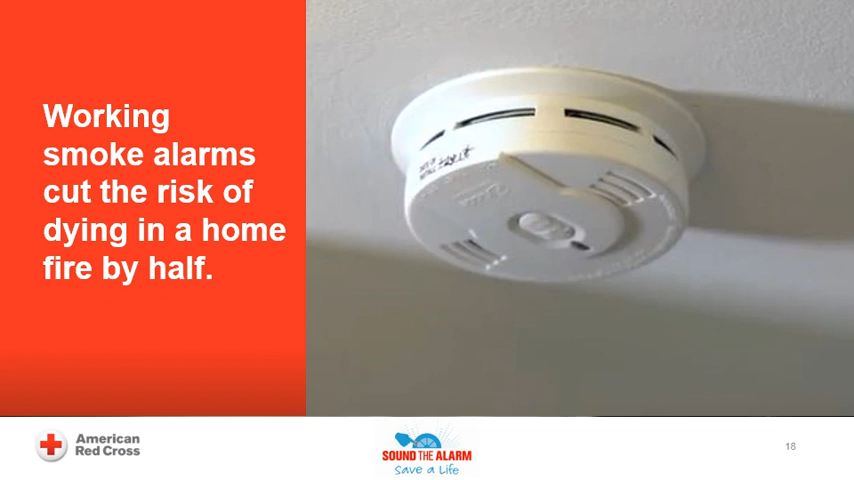 Working
smoke alarms
cut the risk of
dying in a home
fire by half.
American
Red Cross
SOUND THE ALARM
Save a Life
18